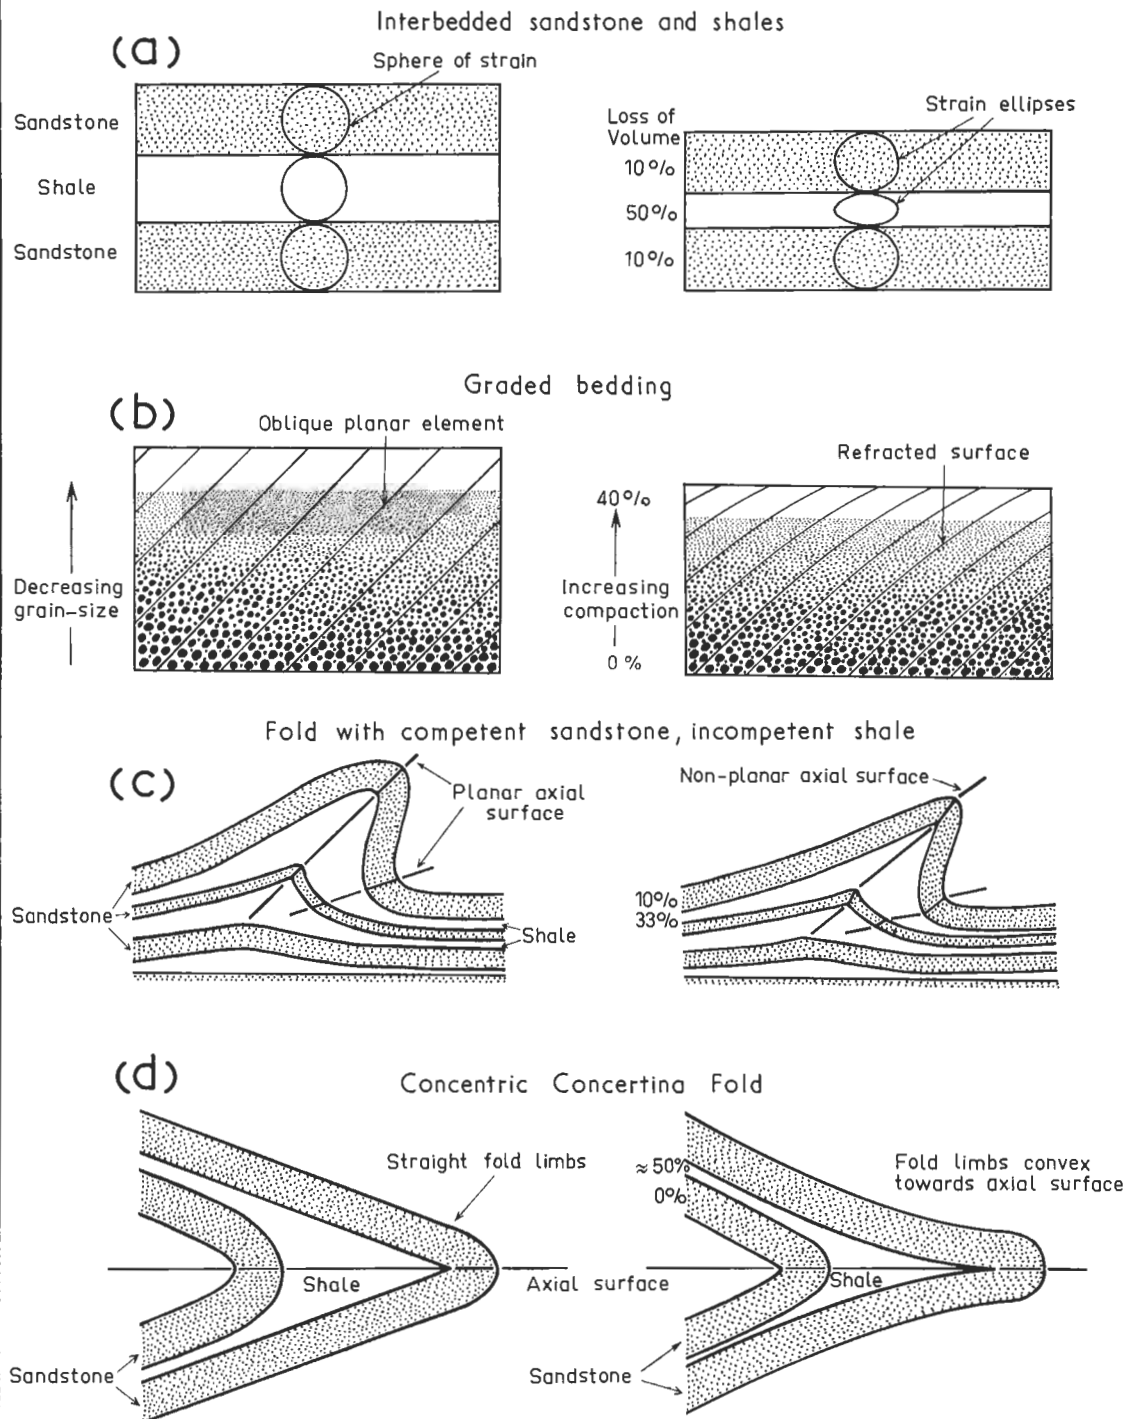 Interbedded sandstone and shales
(a)
Sphere of strain
Sandstone
Shale
Sandstone
Loss of
Volume
10%
50%
10%
Strain ellipses
Graded bedding
(b)
Oblique planar element
Decreasing
grain-size
Refracted surface
40%
Increasing
compaction
0%
Fold with competent sandstone, incompetent shale
(c)
Planar axial
surface
Sandstone
Shale
Non-planar axial surface
10%
33%
(d)
Concentric Concertina Fold
Straight fold limbs
Shale
Axial surface
Sandstone
≈50%
0%
Fold limbs convex
towards axial surface
Shale
Sandstone